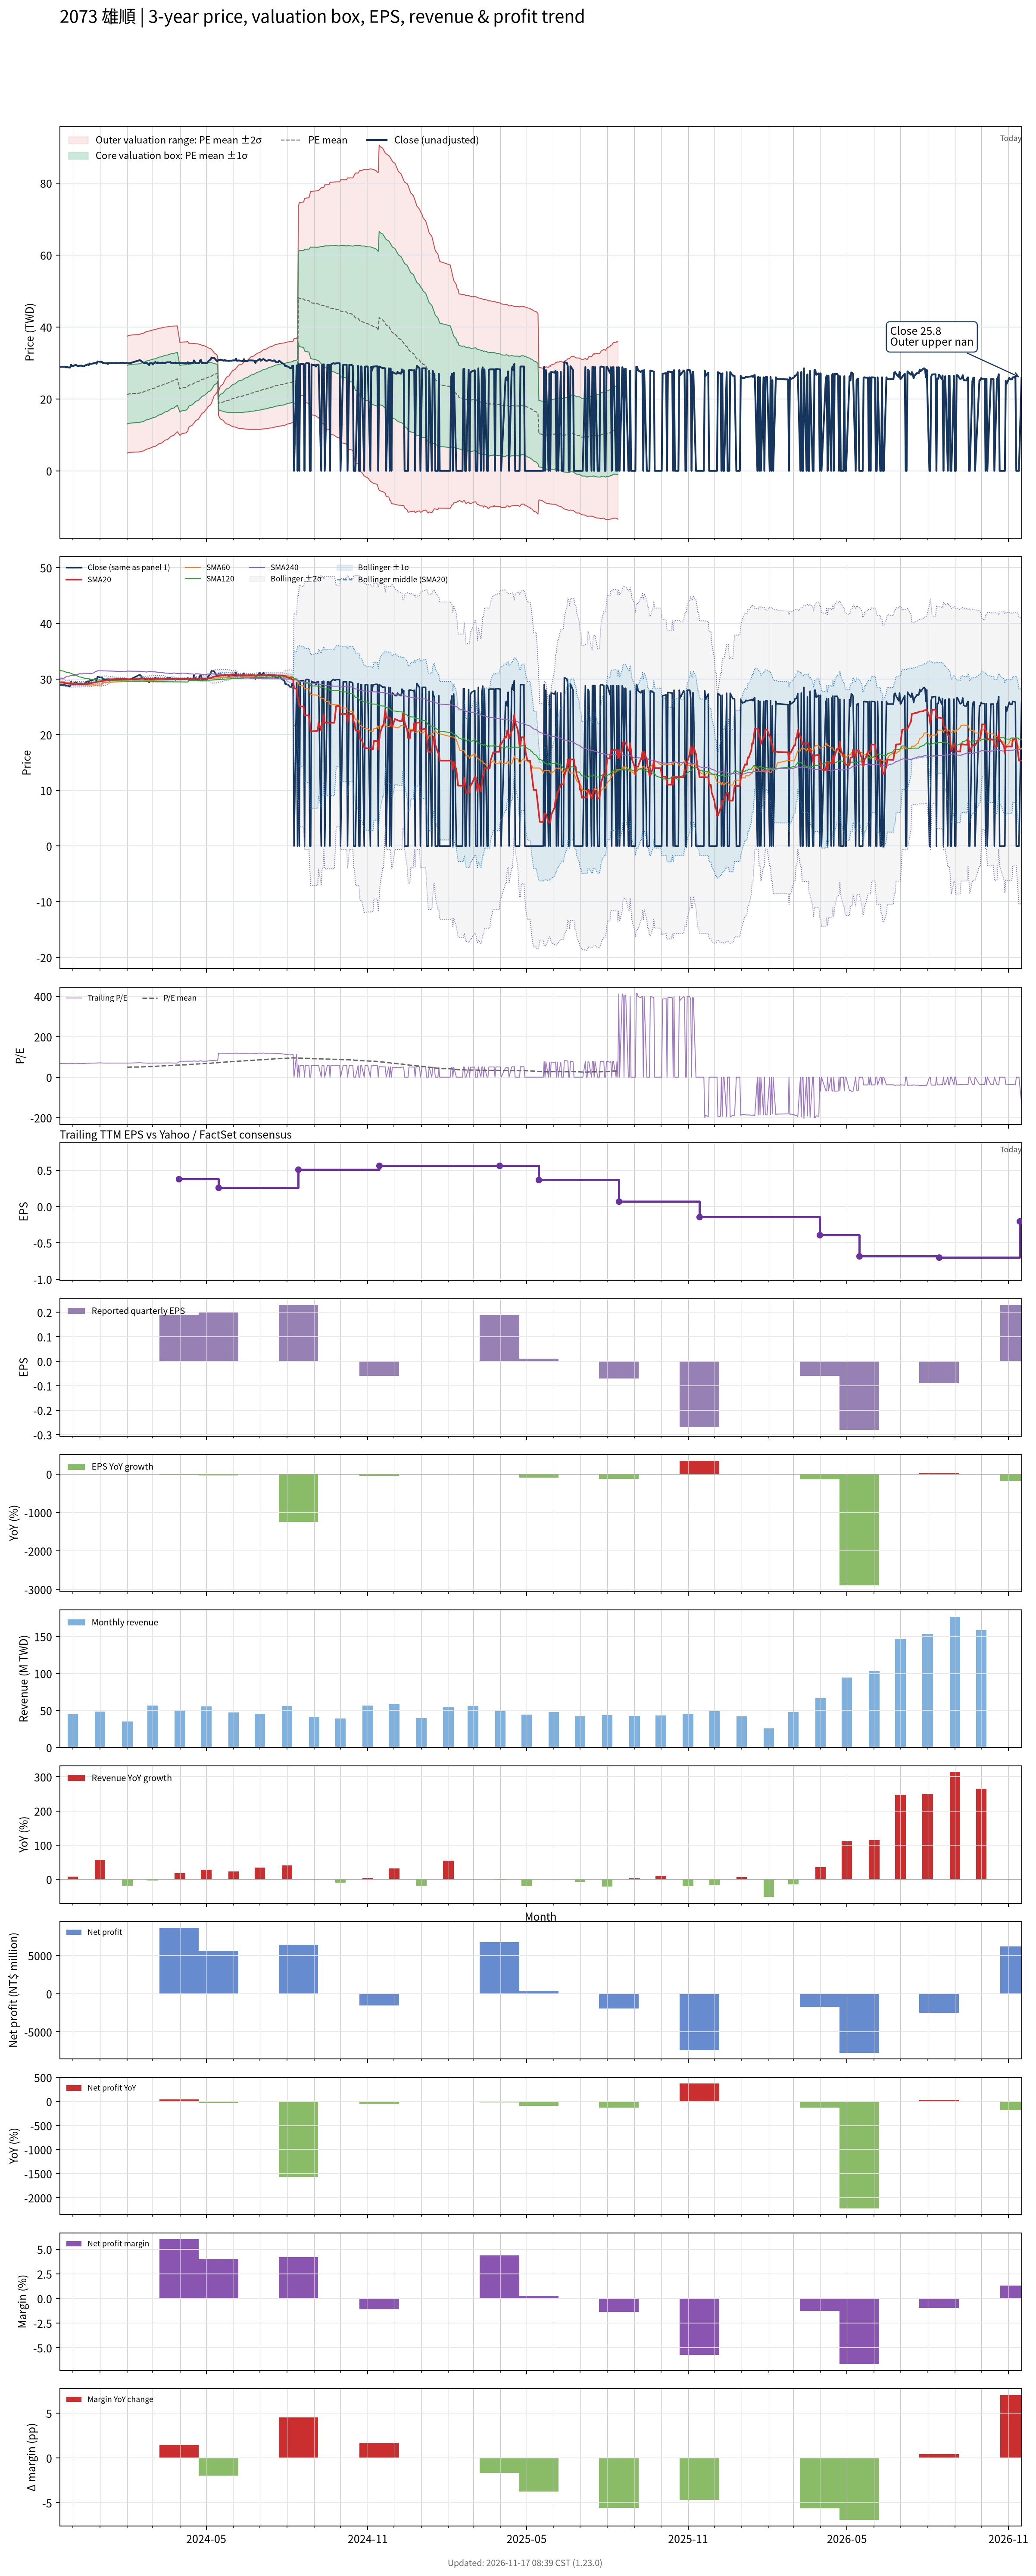 2073 雄順 | 3-year price, valuation box, EPS, revenue & profit trend
Outer valuation range: PE mean ±2σ
Core valuation box: PE mean ±1σ
PE mean
Close (unadjusted)
Today
Close 25.8
Outer upper nan
Price (TWD)
80
60
40
20
0
Close (same as panel 1)
SMA20
SMA60
SMA120
SMA240
Bollinger ±2σ
Bollinger ±1σ
Bollinger middle (SMA20)
Price
50
40
30
20
10
0
-10
-20
Trailing P/E
P/E mean
P/E
400
200
0
-200
Trailing TTM EPS vs Yahoo / FactSet consensus
Today
EPS
0.5
0.0
-0.5
-1.0
Reported quarterly EPS
EPS
0.2
0.1
0.0
-0.1
-0.2
-0.3
EPS YoY growth
YoY (%)
0
-1000
-2000
-3000
Monthly revenue
Revenue (M TWD)
150
100
50
0
Revenue YoY growth
YoY (%)
300
200
100
0
Month
Net profit
Net profit (NT$ million)
5000
0
-5000
Net profit YoY
YoY (%)
500
0
-500
-1000
-1500
-2000
Net profit margin
Margin (%)
5.0
2.5
0.0
-2.5
-5.0
Margin YoY change
Δ margin (pp)
5
0
-5
2024-05
2024-11
2025-05
2025-11
2026-05
2026-11
Updated: 2026-11-17 08:39 CST (1.23.0)